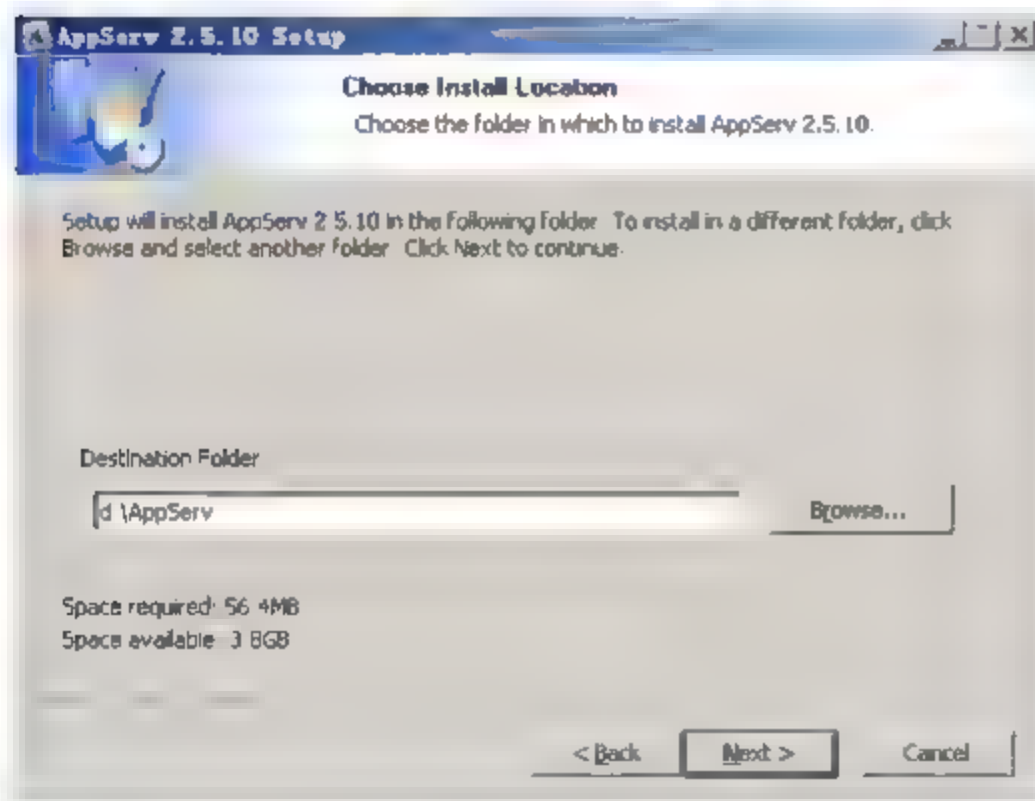 AppServ 2.5.10 Setup
Choose Install Location
Choose the folder in which to install AppServ 2.5.10.
Setup will install AppServ 2.5.10 in the following folder. To install in a different folder, click
Browse and select another folder. Click Next to continue.
Destination Folder
d:\AppServ
Browse...
Space required: 56.4MB
Space available: 3.8GB
< Back
Next >
Cancel